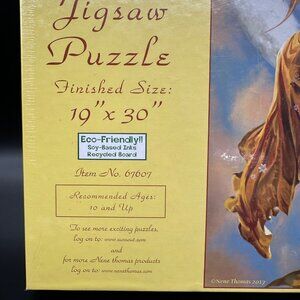 Jigsaw
Puzzle
Finished Size:
19" x 30"
Eco-Friendly!!
Soy-Based Inks
Recycled Board
Item No. 67607
Recommended Ages:
10 and Up
To see more exciting puzzles,
log on to: www.sunsout.com
and
for more Nene thomas products
log on to: www.nenethomas.com
©Nene Thomas 2017